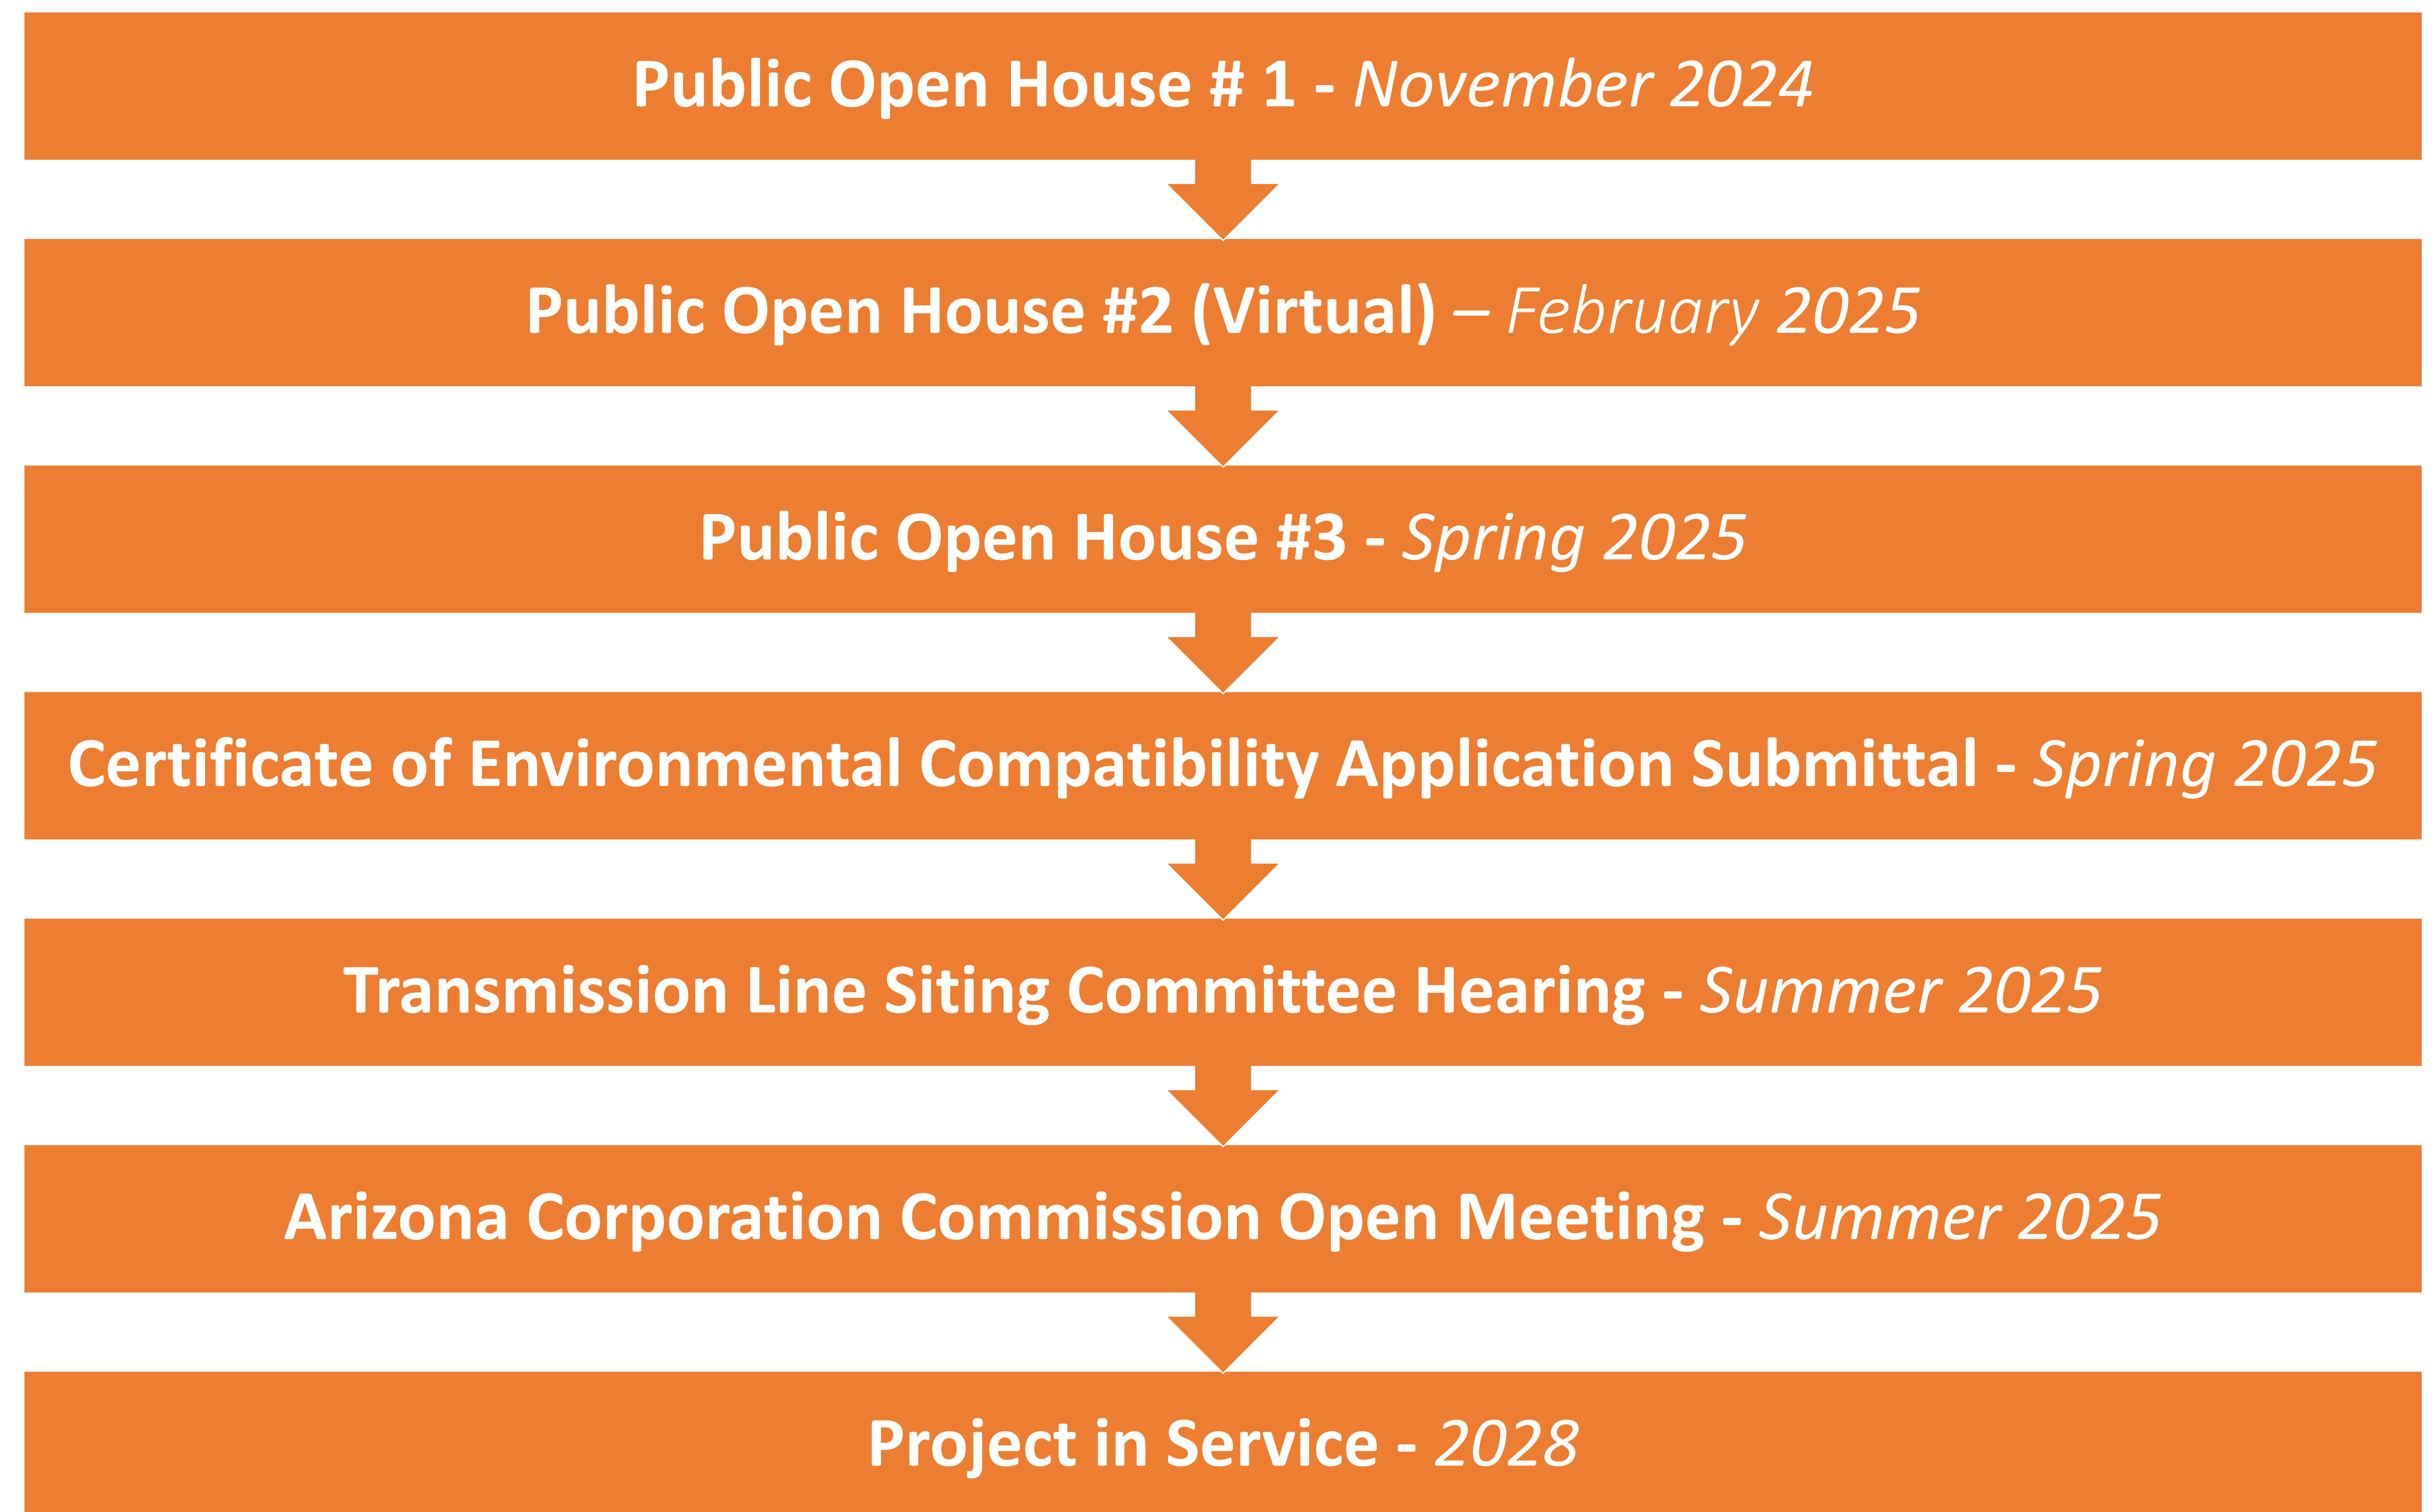 Public Open House # 1 - November 2024
Public Open House #2 (Virtual) – February 2025
Public Open House #3 - Spring 2025
Certificate of Environmental Compatibility Application Submittal - Spring 2025
Transmission Line Siting Committee Hearing - Summer 2025
Arizona Corporation Commission Open Meeting - Summer 2025
Project in Service - 2028